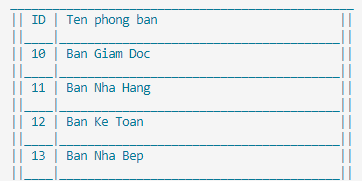 ID | Ten phong ban
10 | Ban Giam Doc
11 | Ban Nha Hang
12 | Ban Ke Toan
13 | Ban Nha Bep